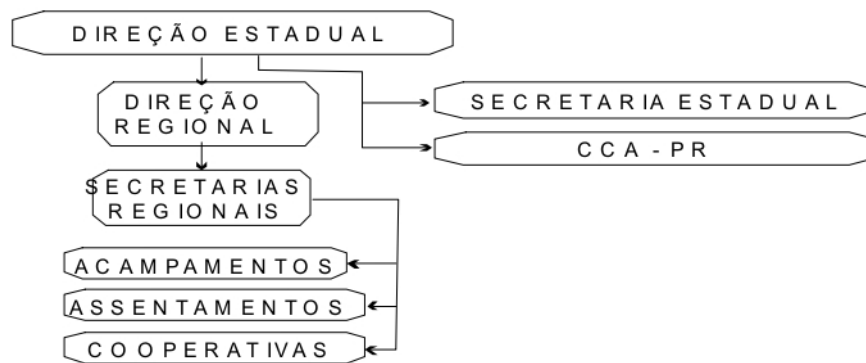 DIREÇÃO ESTADUAL
DIREÇÃO
REGIONAL
SECRETARIA ESTADUAL
CCA - PR
SECRETARIAS
REGIONAIS
ACAMPAMENTOS
ASSENTAMENTOS
COOPERATIVAS